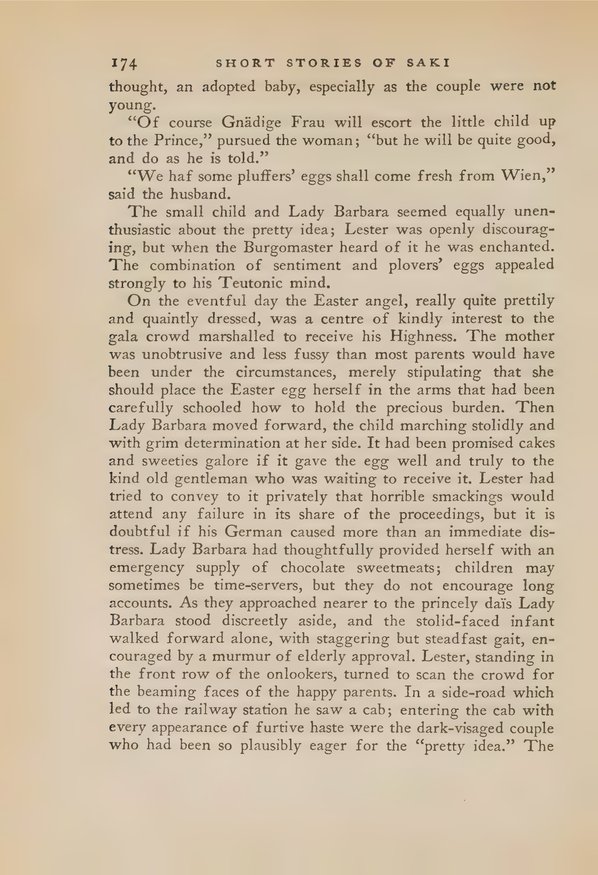 174 SHORT STORIES OF SAKI
thought, an adopted baby, especially as the couple were not
young.
“Of course Gnädige Frau will escort the little child up
to the Prince,” pursued the woman; “but he will be quite good,
and do as he is told.”
“We haf some pluffers’ eggs shall come fresh from Wien,”
said the husband.
The small child and Lady Barbara seemed equally unen-
thusiastic about the pretty idea; Lester was openly discourag-
ing, but when the Burgomaster heard of it he was enchanted.
The combination of sentiment and plovers’ eggs appealed
strongly to his Teutonic mind.
On the eventful day the Easter angel, really quite prettily
and quaintly dressed, was a centre of kindly interest to the
gala crowd marshalled to receive his Highness. The mother
was unobtrusive and less fussy than most parents would have
been under the circumstances, merely stipulating that she
should place the Easter egg herself in the arms that had been
carefully schooled how to hold the precious burden. Then
Lady Barbara moved forward, the child marching stolidly and
with grim determination at her side. It had been promised cakes
and sweeties galore if it gave the egg well and truly to the
kind old gentleman who was waiting to receive it. Lester had
tried to convey to it privately that horrible smackings would
attend any failure in its share of the proceedings, but it is
doubtful if his German caused more than an immediate dis-
tress. Lady Barbara had thoughtfully provided herself with an
emergency supply of chocolate sweetmeats; children may
sometimes be time-servers, but they do not encourage long
accounts. As they approached nearer to the princely daïs Lady
Barbara stood discreetly aside, and the stolid-faced infant
walked forward alone, with staggering but steadfast gait, en-
couraged by a murmur of elderly approval. Lester, standing in
the front row of the onlookers, turned to scan the crowd for
the beaming faces of the happy parents. In a side-road which
led to the railway station he saw a cab; entering the cab with
every appearance of furtive haste were the dark-visaged couple
who had been so plausibly eager for the “pretty idea.” The